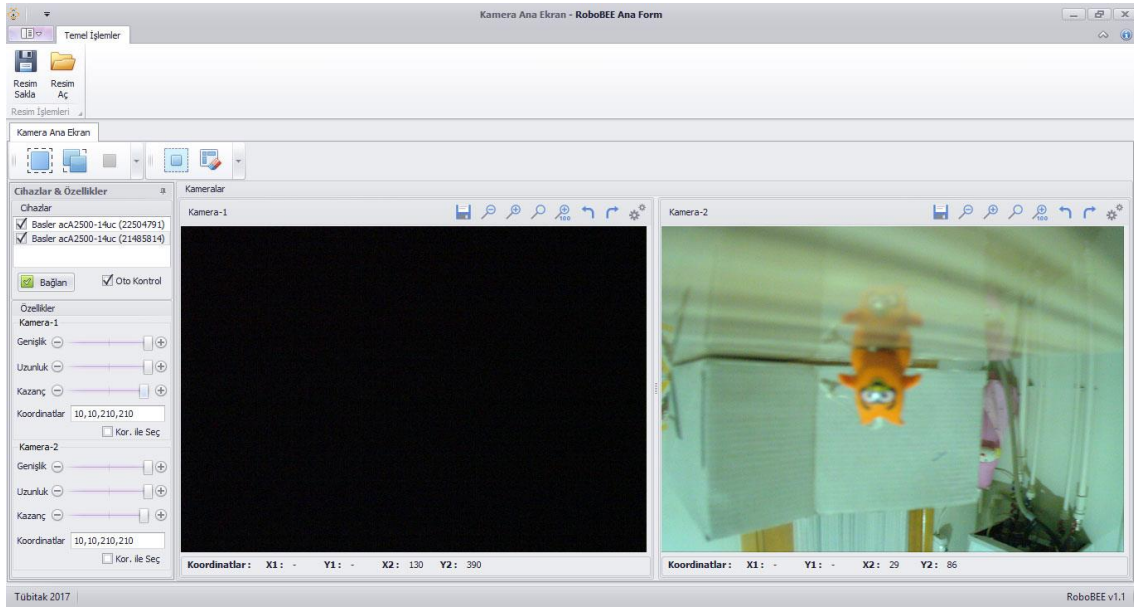 Kamera Ana Ekran - RoboBEE Ana Form
Temel İşlemler
Resim Sakla
Resim Aç
Resim İşlemleri
Kamera Ana Ekran
Cihazlar & Özellikler
Cihazlar
Basler acA2500-14uc (22504791)
Basler acA2500-14uc (21485814)
Bağlan
Oto Kontrol
Özellikler
Kamera-1
Genişlik
Uzunluk
Kazanç
Koordinatlar 10,10,210,210
Kor. ile Seç
Kamera-2
Genişlik
Uzunluk
Kazanç
Koordinatlar 10,10,210,210
Kor. ile Seç
Kameralar
Kamera-1
100
Koordinatlar: X1: - Y1: - X2: 130 Y2: 390
Kamera-2
100
Koordinatlar: X1: - Y1: - X2: 29 Y2: 86
Tübitak 2017
RoboBEE v1.1